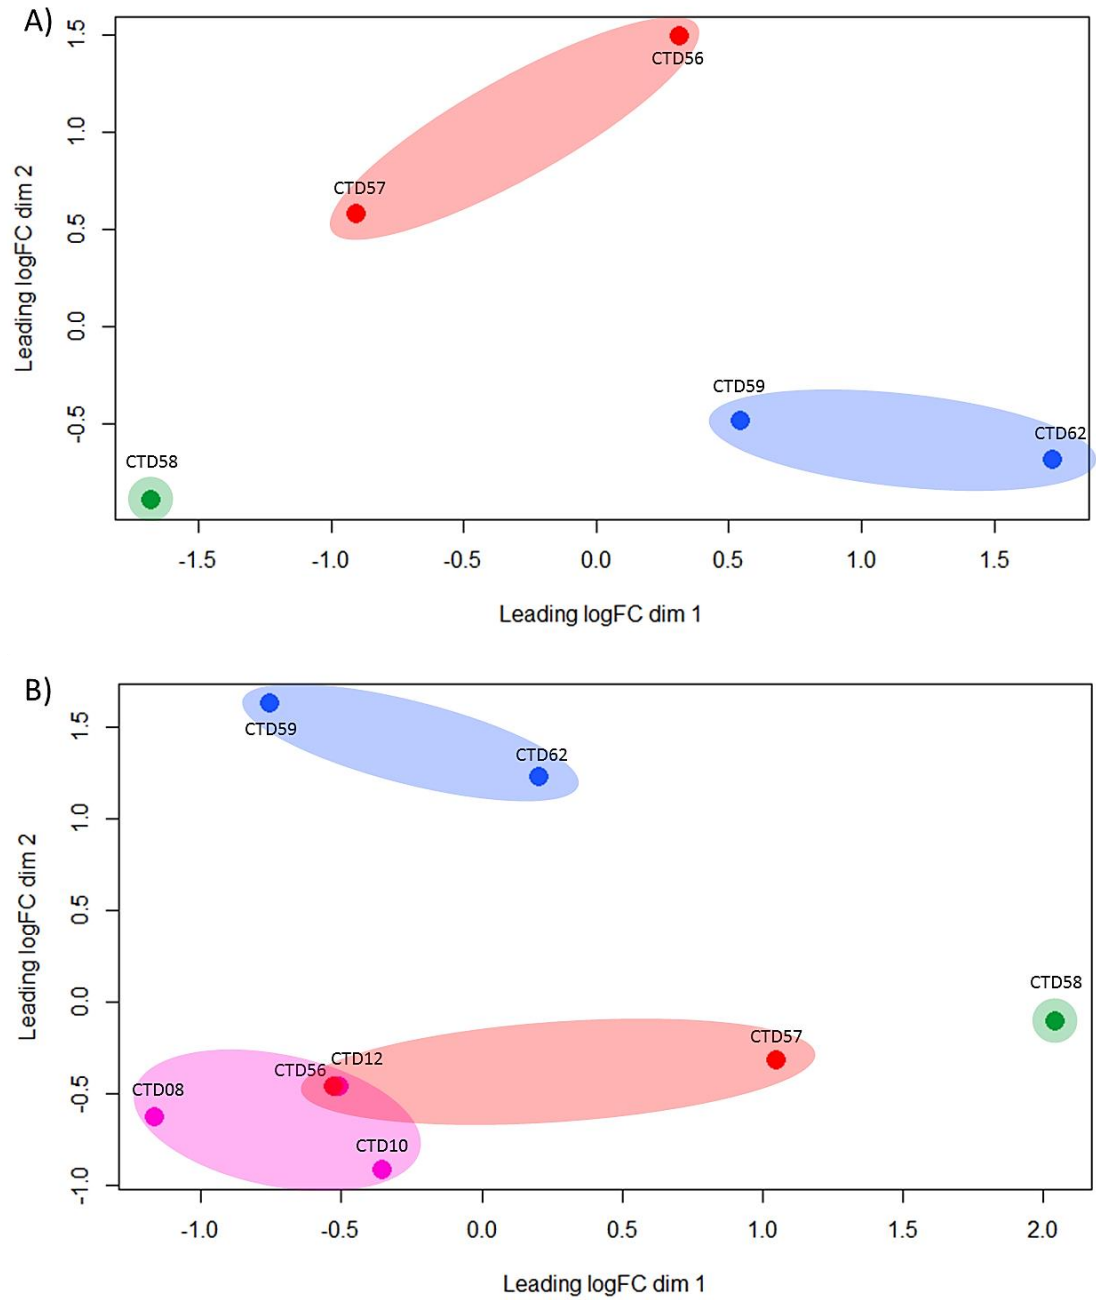 A)
1.5
1.0
0.5
0.0
-0.5
Leading logFC dim 2
CTD56
CTD57
CTD59
CTD62
CTD58
-1.5 -1.0 -0.5 0.0 0.5 1.0 1.5
Leading logFC dim 1
B)
1.5
1.0
0.5
0.0
-0.5
-1.0
Leading logFC dim 2
CTD59
CTD62
CTD58
CTD57
CTD12
CTD56
CTD08
CTD10
-1.0 -0.5 0.0 0.5 1.0 1.5 2.0
Leading logFC dim 1